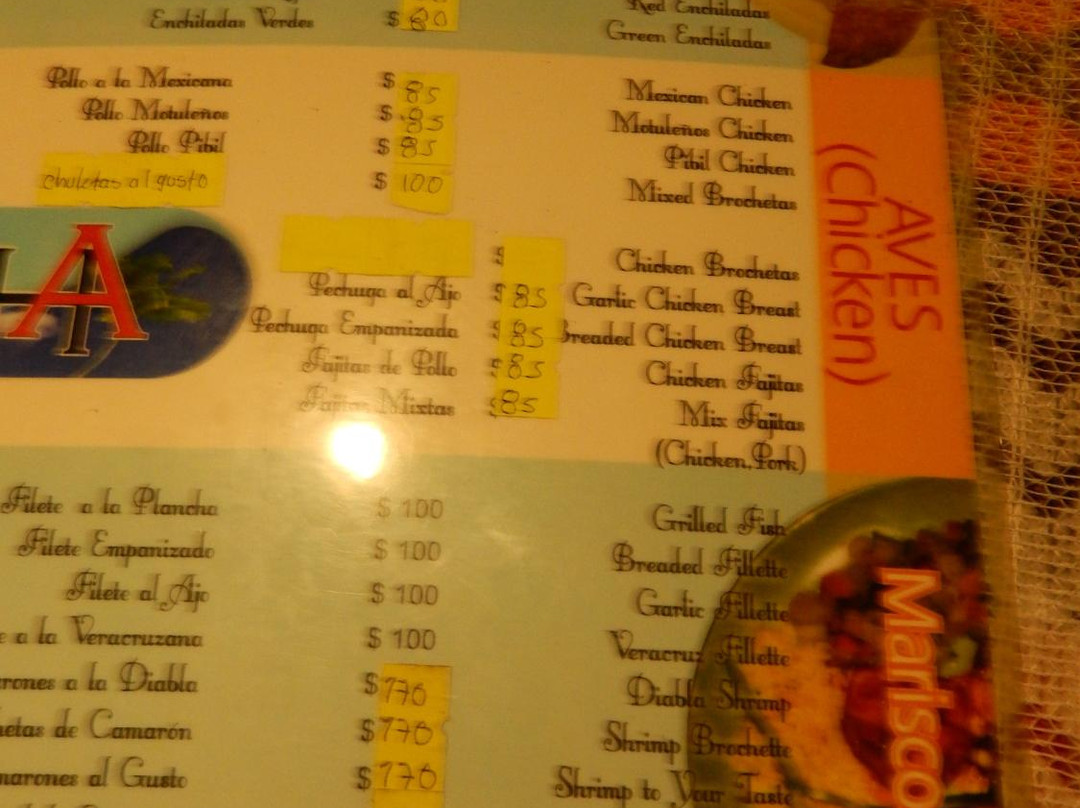 Enchiladas Verdes $ 80 Red Enchiladas
Green Enchiladas
Pollo a la Mexicana $ 85 Mexican Chicken
Pollo Motuleños $ 85 Motuleños Chicken
Pollo Pibil $ 85 Pibil Chicken
chuletas al gusto $ 100 Mixed Brochetas
$ Chicken Brochetas
Pechuga al Ajo $ 85 Garlic Chicken Breast
Pechuga Empanizada $ 85 Breaded Chicken Breast
Fajitas de Pollo $ 85 Chicken Fajitas
Fajitas Mixtas $ 85 Mix Fajitas
(Chicken,Pork)
AVES
(Chicken)
Filete a la Plancha $ 100 Grilled Fish
Filete Empanizado $ 100 Breaded Fillette
Filete al Ajo $ 100 Garlic Fillette
a la Veracruzana $ 100 Veracruz Fillette
rones a la Diabla $ Diabla Shrimp
etas de Camarón $ Shrimp Brochette
marones al Gusto $ Shrimp to Your Taste
Marisco